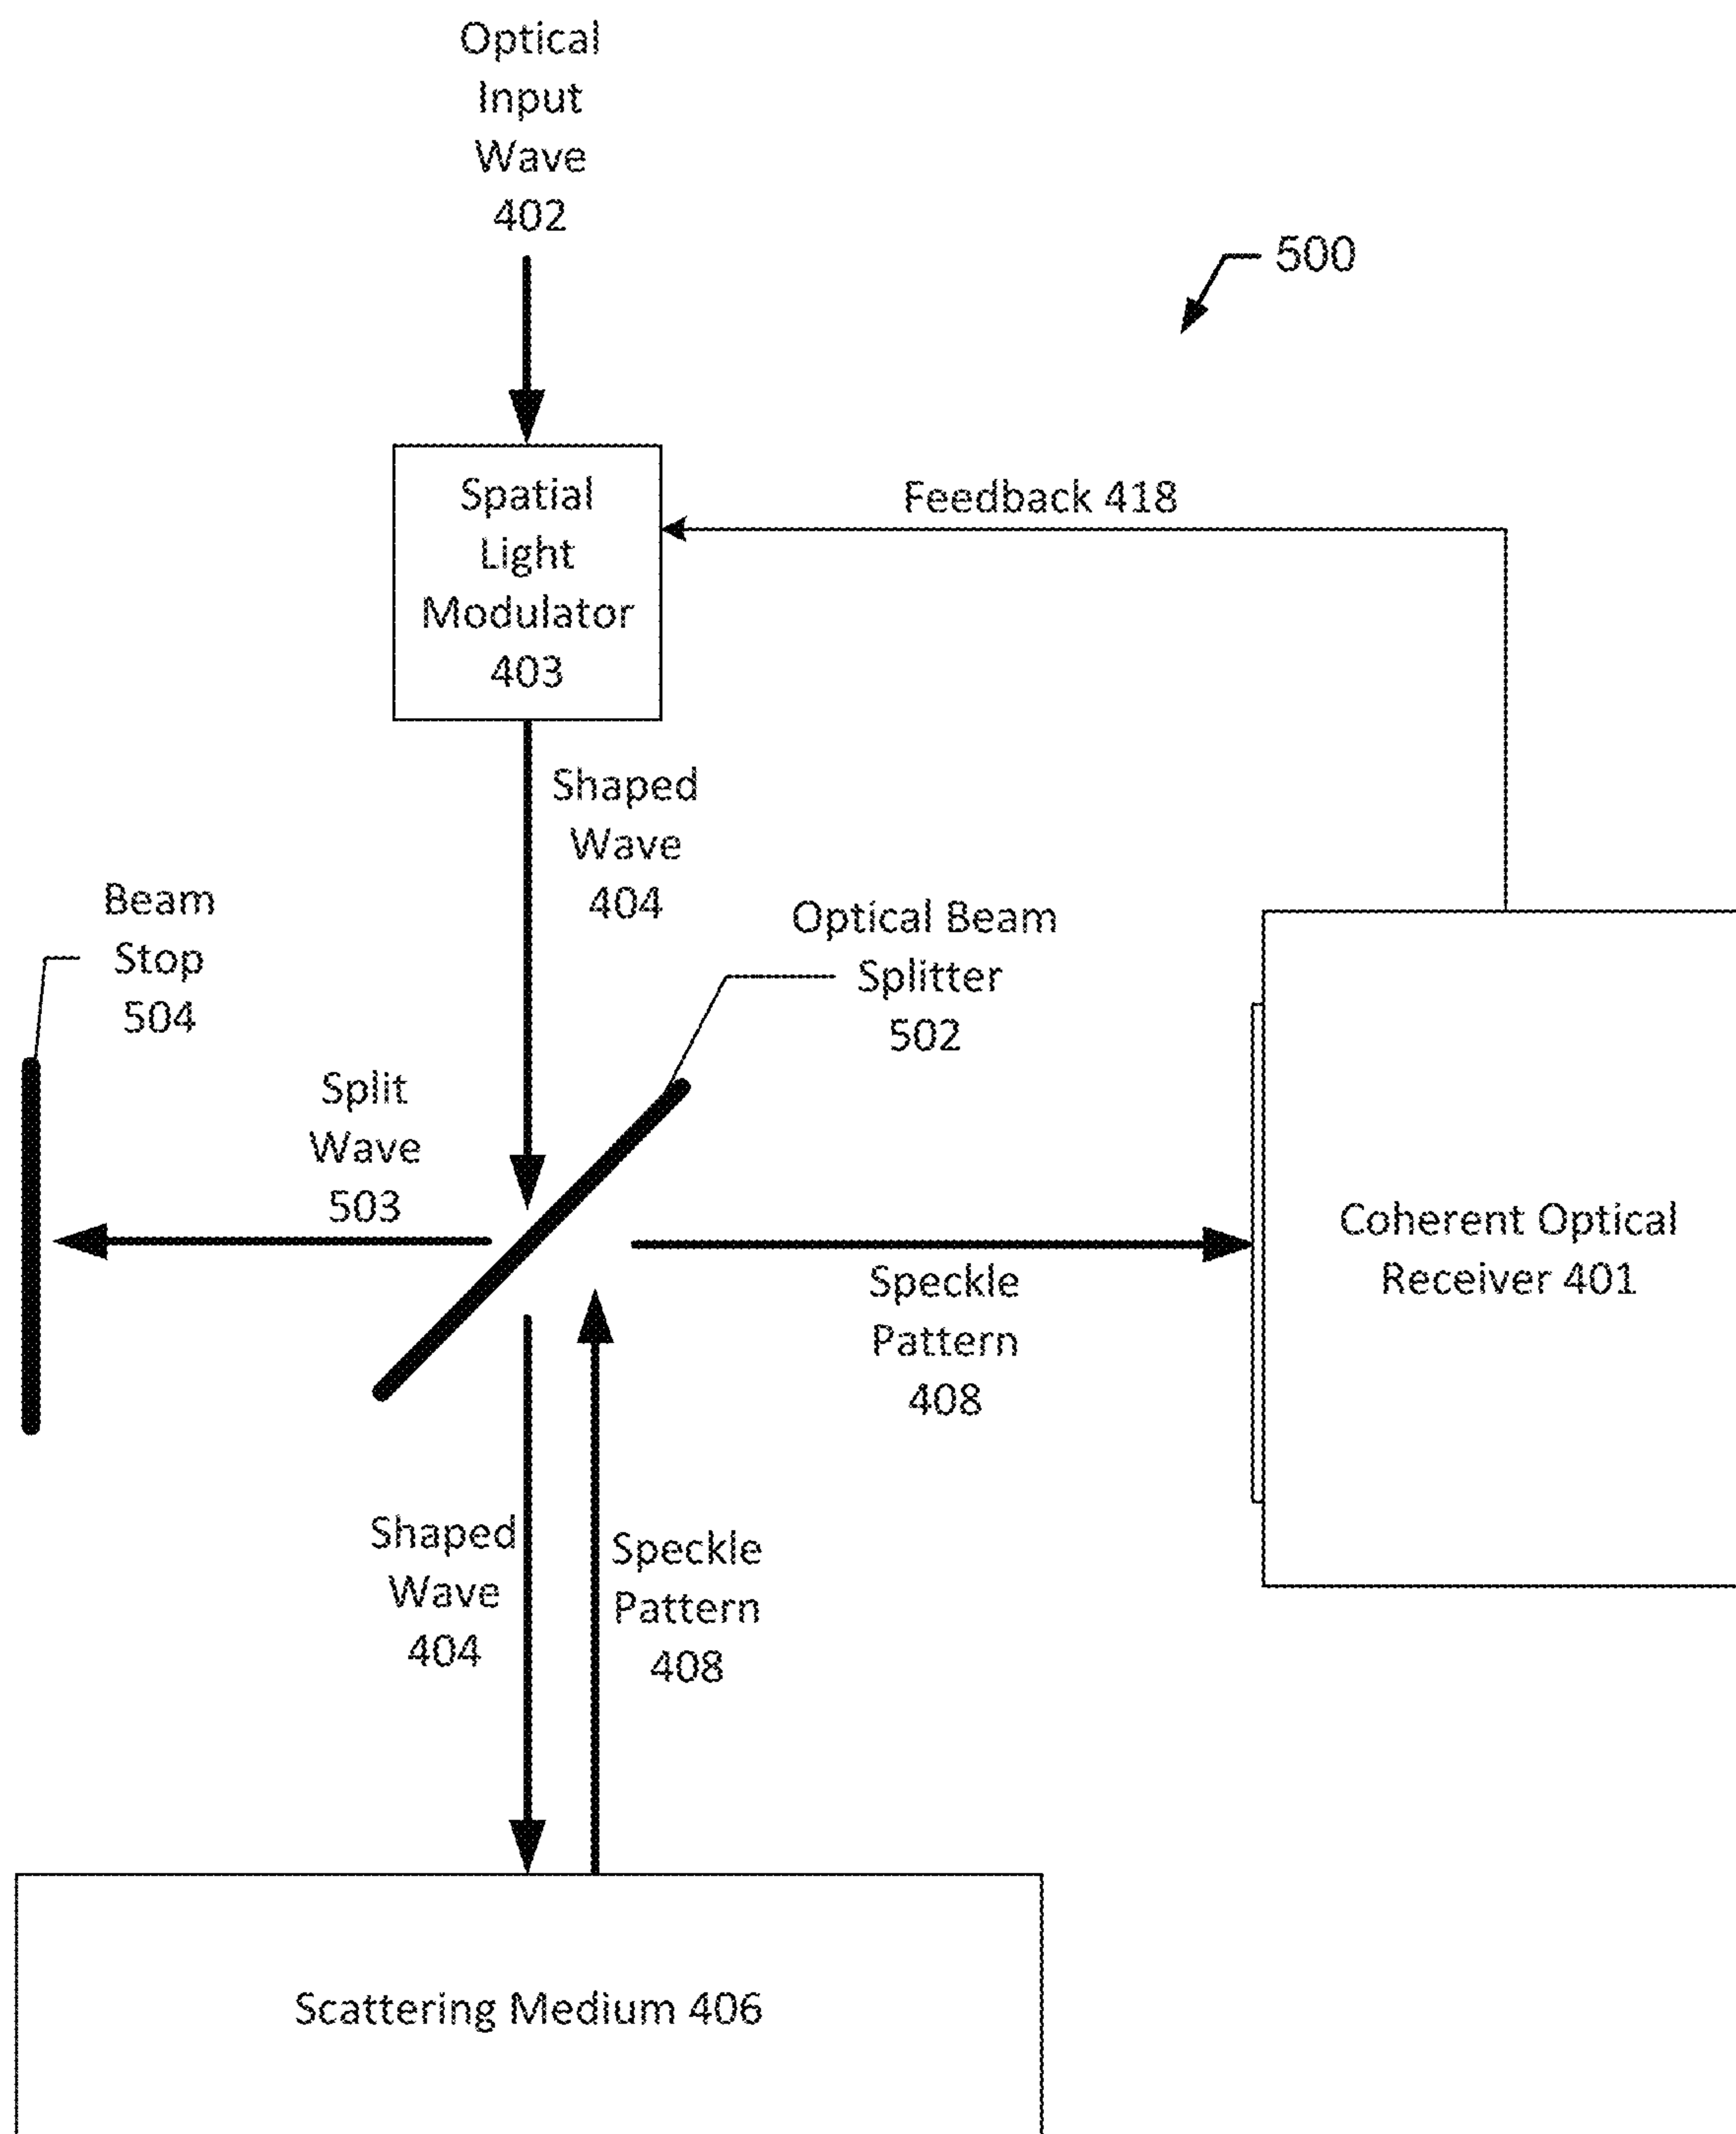 Optical
Input
Wave
402
500
Spatial
Light
Modulator
403
Feedback 418
Shaped
Wave
404
Beam
Stop
504
Optical Beam
Splitter
502
Split
Wave
503
Speckle
Pattern
408
Coherent Optical
Receiver 401
Shaped
Wave
404
Speckle
Pattern
408
Scattering Medium 406